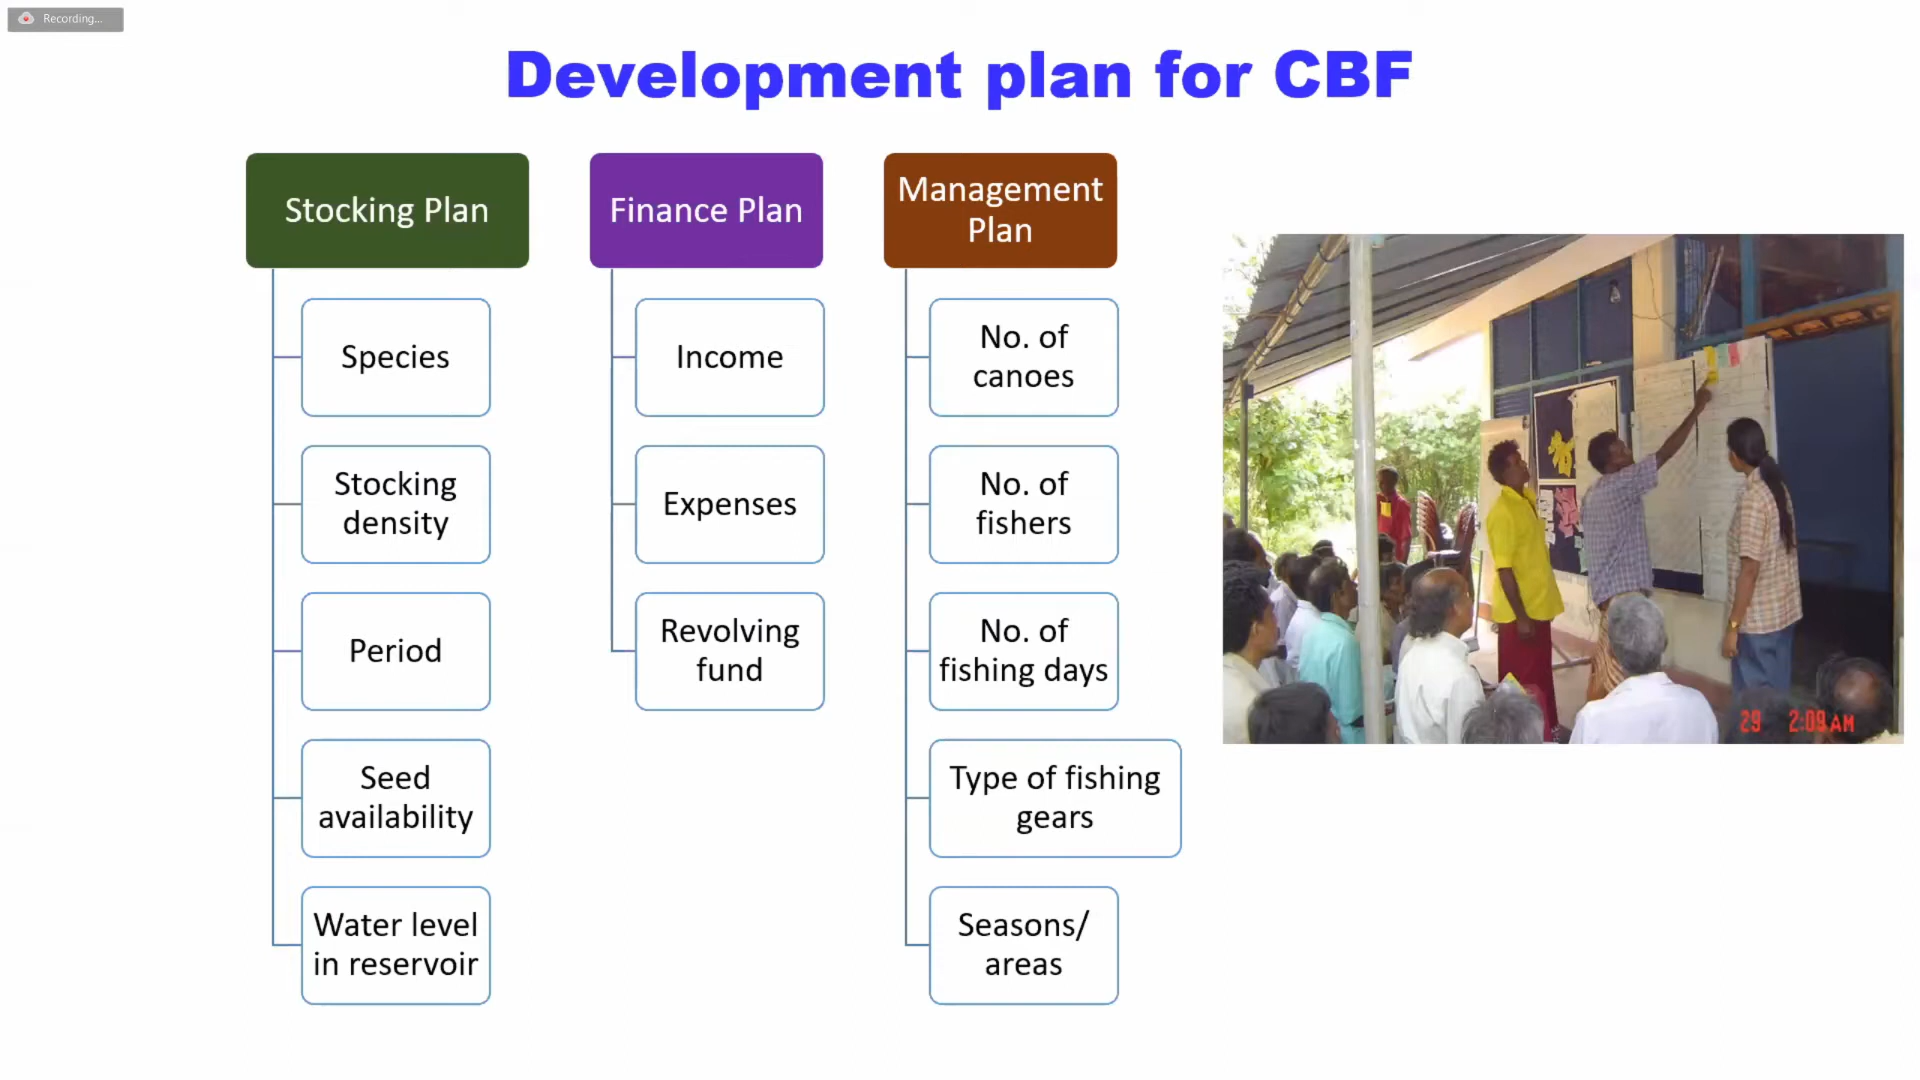 Recording...
Development plan for CBF
Stocking Plan
Species
Stocking
density
Period
Seed
availability
Water level
in reservoir
Finance Plan
Income
Expenses
Revolving
fund
Management
Plan
No. of
canoes
No. of
fishers
No. of
fishing days
Type of fishing
gears
Seasons/
areas
29 2:09 AM